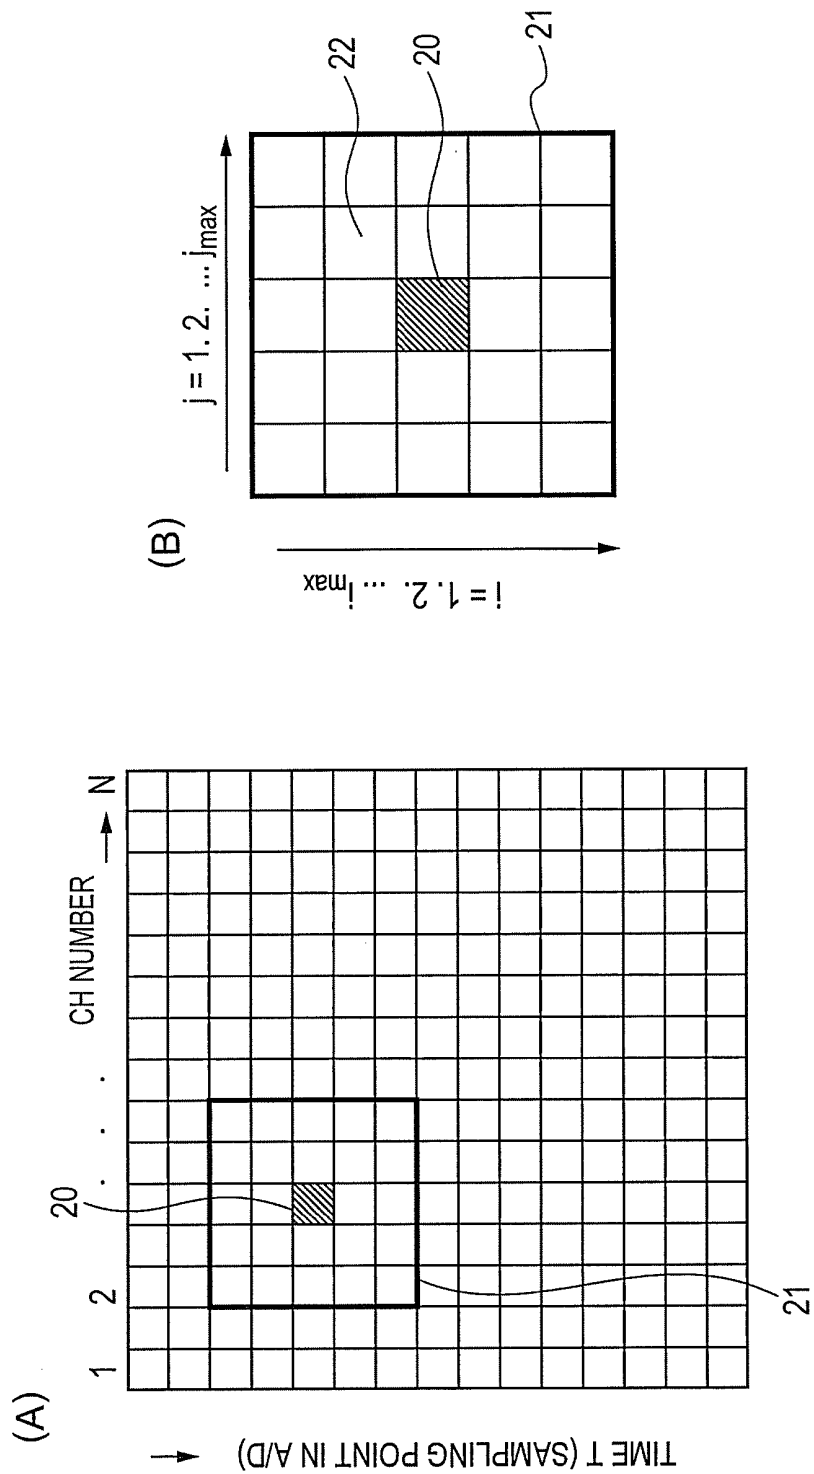 (A)
CH NUMBER
1 2 . . . N
TIME T (SAMPLING POINT IN A/D)
20
21
(B)
j = 1. 2. ... jmax
i = 1. 2. ... imax
22
20
21